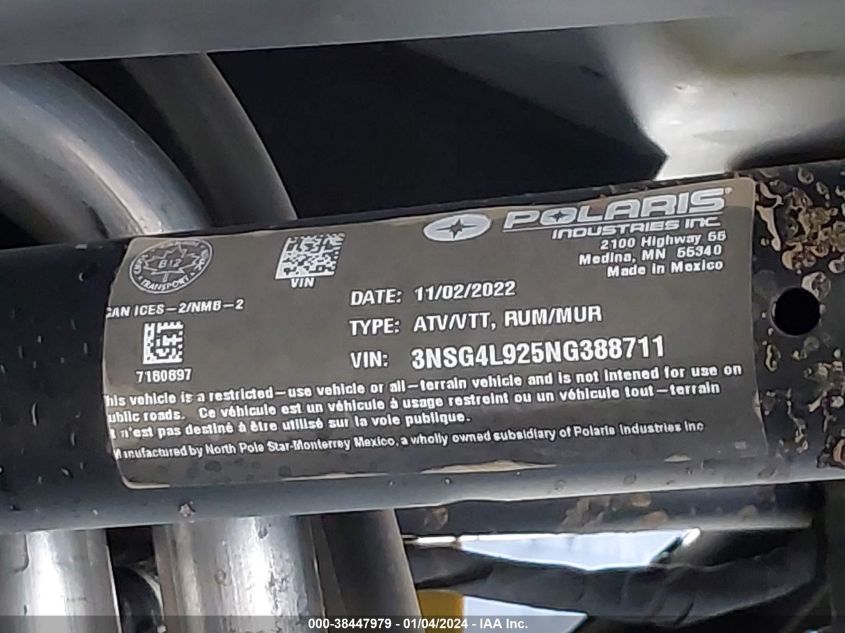 POLARIS®
INDUSTRIES INC
2100 Highway 55
Medina, MN 55340
Made in Mexico
B12
TRANSPORT
VIN
CAN ICES-2/NMB-2
7180897
DATE: 11/02/2022
TYPE: ATV/VTT, RUM/MUR
VIN: 3NSG4L925NG388711
This vehicle is a restricted-use vehicle or all-terrain vehicle and is not intended for use on
public roads. Ce véhicule est un véhicule à usage restreint ou un véhicule tout-terrain
n'est pas destiné à être utilisé sur la voie publique.
Manufactured by North Pole Star-Monterrey Mexico, a wholly owned subsidiary of Polaris Industries Inc
000-38447979 - 01/04/2024 - IAA Inc.